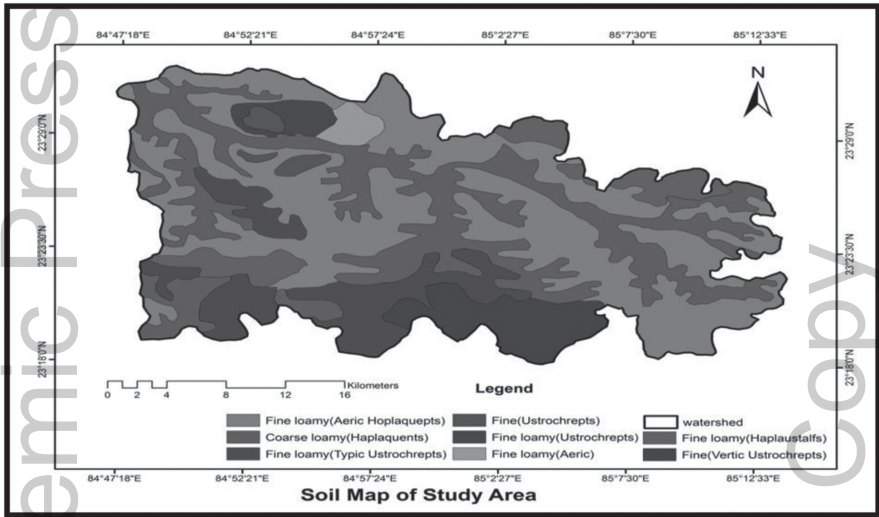 84°47'18"E 84°52'21"E 84°57'24"E 85°2'27"E 85°7'30"E 85°12'33"E
N
23°29'0"N 23°29'0"N
23°23'30"N 23°23'30"N
23°18'0"N 23°18'0"N
0 2 4 8 12 16 Kilometers
Legend
Fine loamy(Aeric Hoplaquepts) Fine(Ustrochrepts) watershed
Coarse loamy(Haplaquents) Fine loamy(Ustrochrepts) Fine loamy(Haplaustalfs)
Fine loamy(Typic Ustrochrepts) Fine loamy(Aeric) Fine(Vertic Ustrochrepts)
84°47'18"E 84°52'21"E 84°57'24"E 85°2'27"E 85°7'30"E 85°12'33"E
Soil Map of Study Area
emic Press
Copy